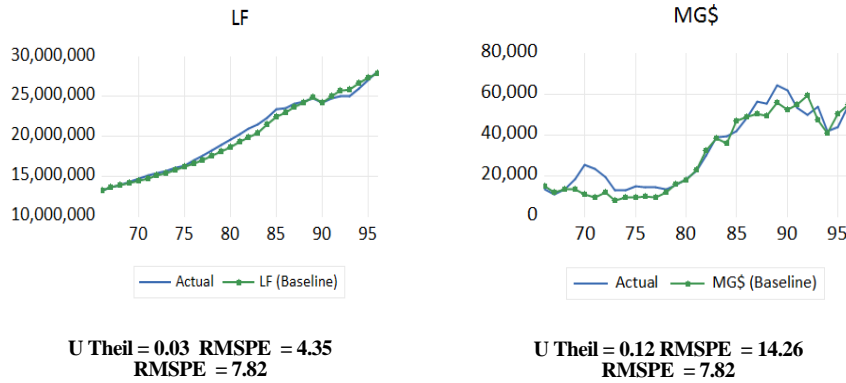 LF
30,000,000
25,000,000
20,000,000
15,000,000
10,000,000
70 75 80 85 90 95
Actual LF (Baseline)
U Theil = 0.03 RMSPE = 4.35
RMSPE = 7.82
MG$
80,000
60,000
40,000
20,000
0
70 75 80 85 90 95
Actual MG$ (Baseline)
U Theil = 0.12 RMSPE = 14.26
RMSPE = 7.82